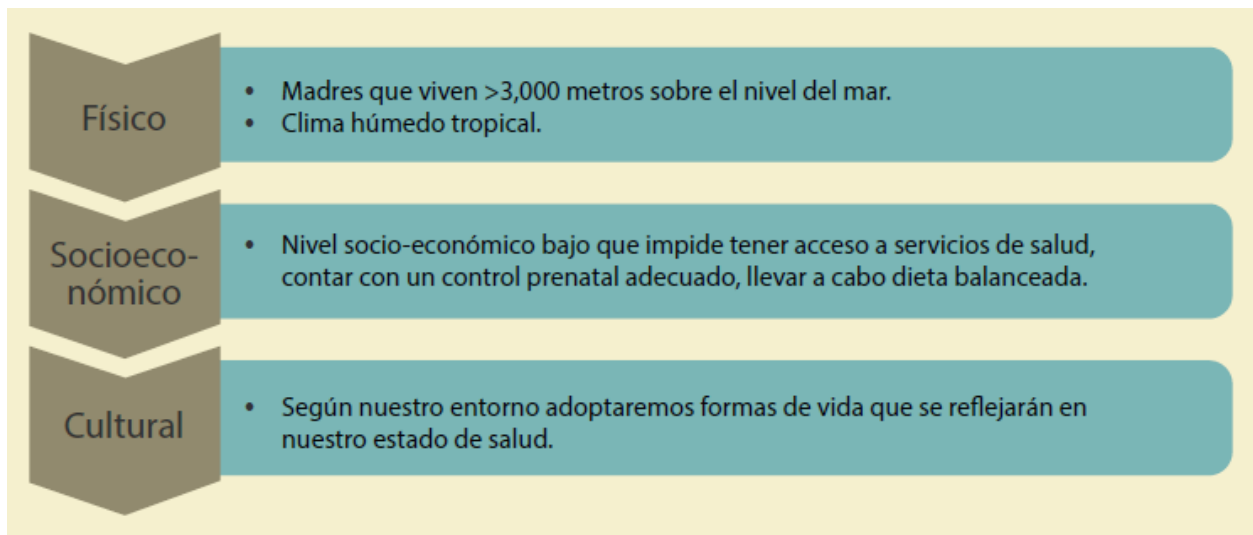 Físico
• Madres que viven >3,000 metros sobre el nivel del mar.
• Clima húmedo tropical.
Socioeco-
nómico
• Nivel socio-económico bajo que impide tener acceso a servicios de salud,
contar con un control prenatal adecuado, llevar a cabo dieta balanceada.
Cultural
• Según nuestro entorno adoptaremos formas de vida que se reflejarán en
nuestro estado de salud.